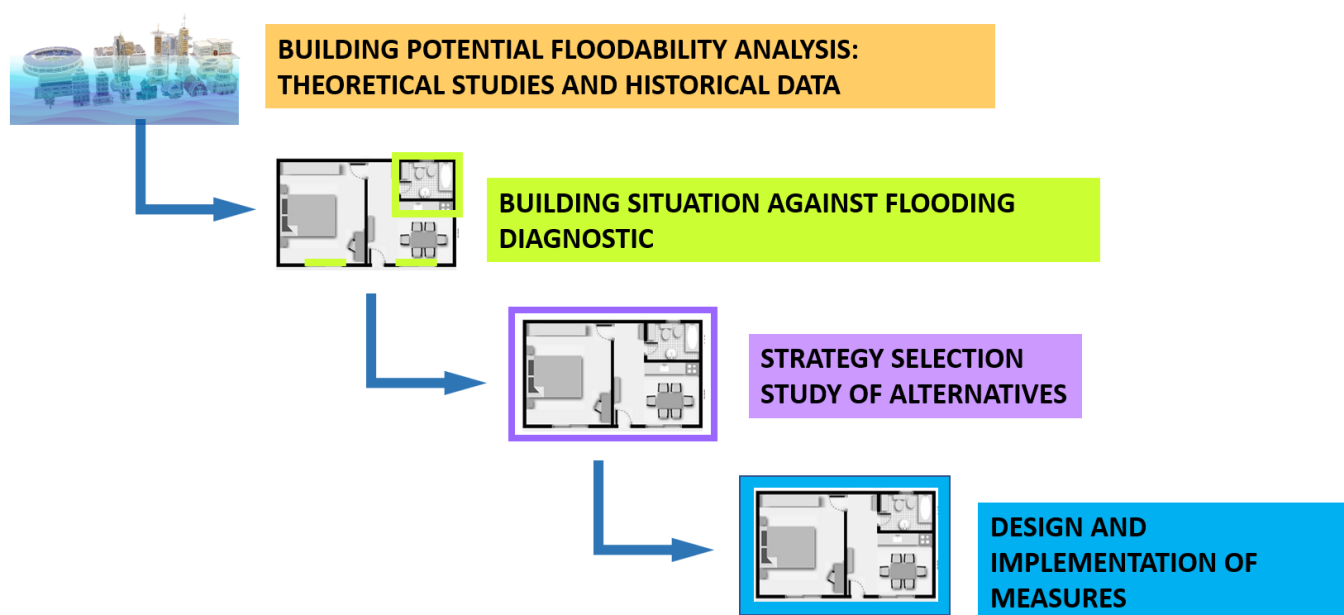 BUILDING POTENTIAL FLOODABILITY ANALYSIS:
THEORETICAL STUDIES AND HISTORICAL DATA
BUILDING SITUATION AGAINST FLOODING
DIAGNOSTIC
STRATEGY SELECTION
STUDY OF ALTERNATIVES
DESIGN AND
IMPLEMENTATION OF
MEASURES